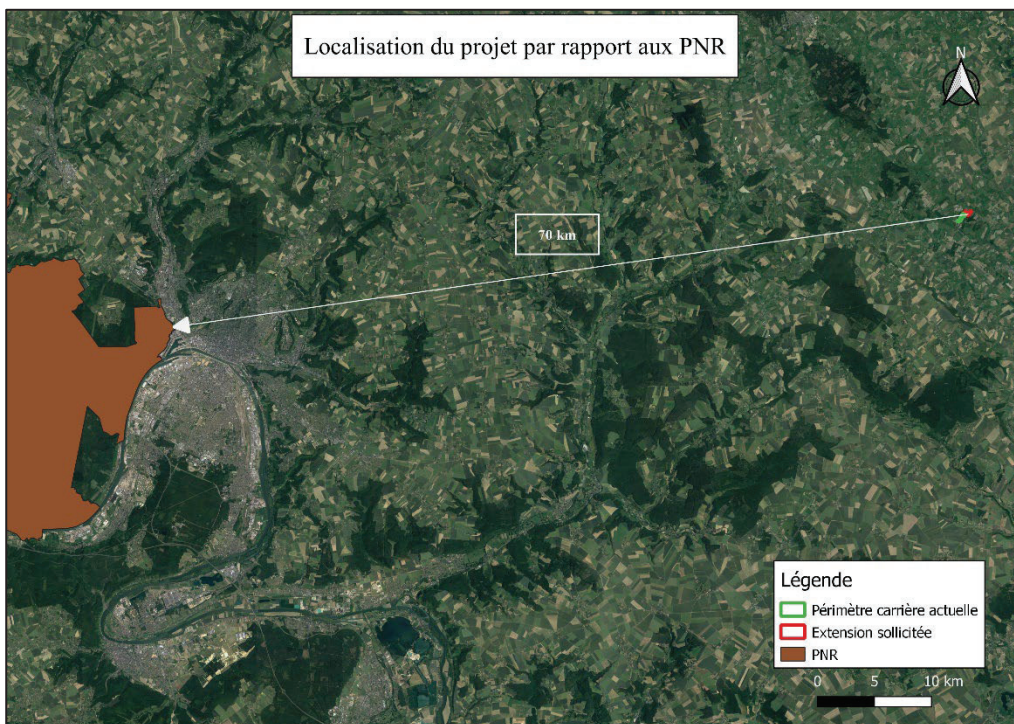 Localisation du projet par rapport aux PNR
N
70 km
Légende
Périmètre carrière actuelle
Extension sollicitée
PNR
0 5 10 km